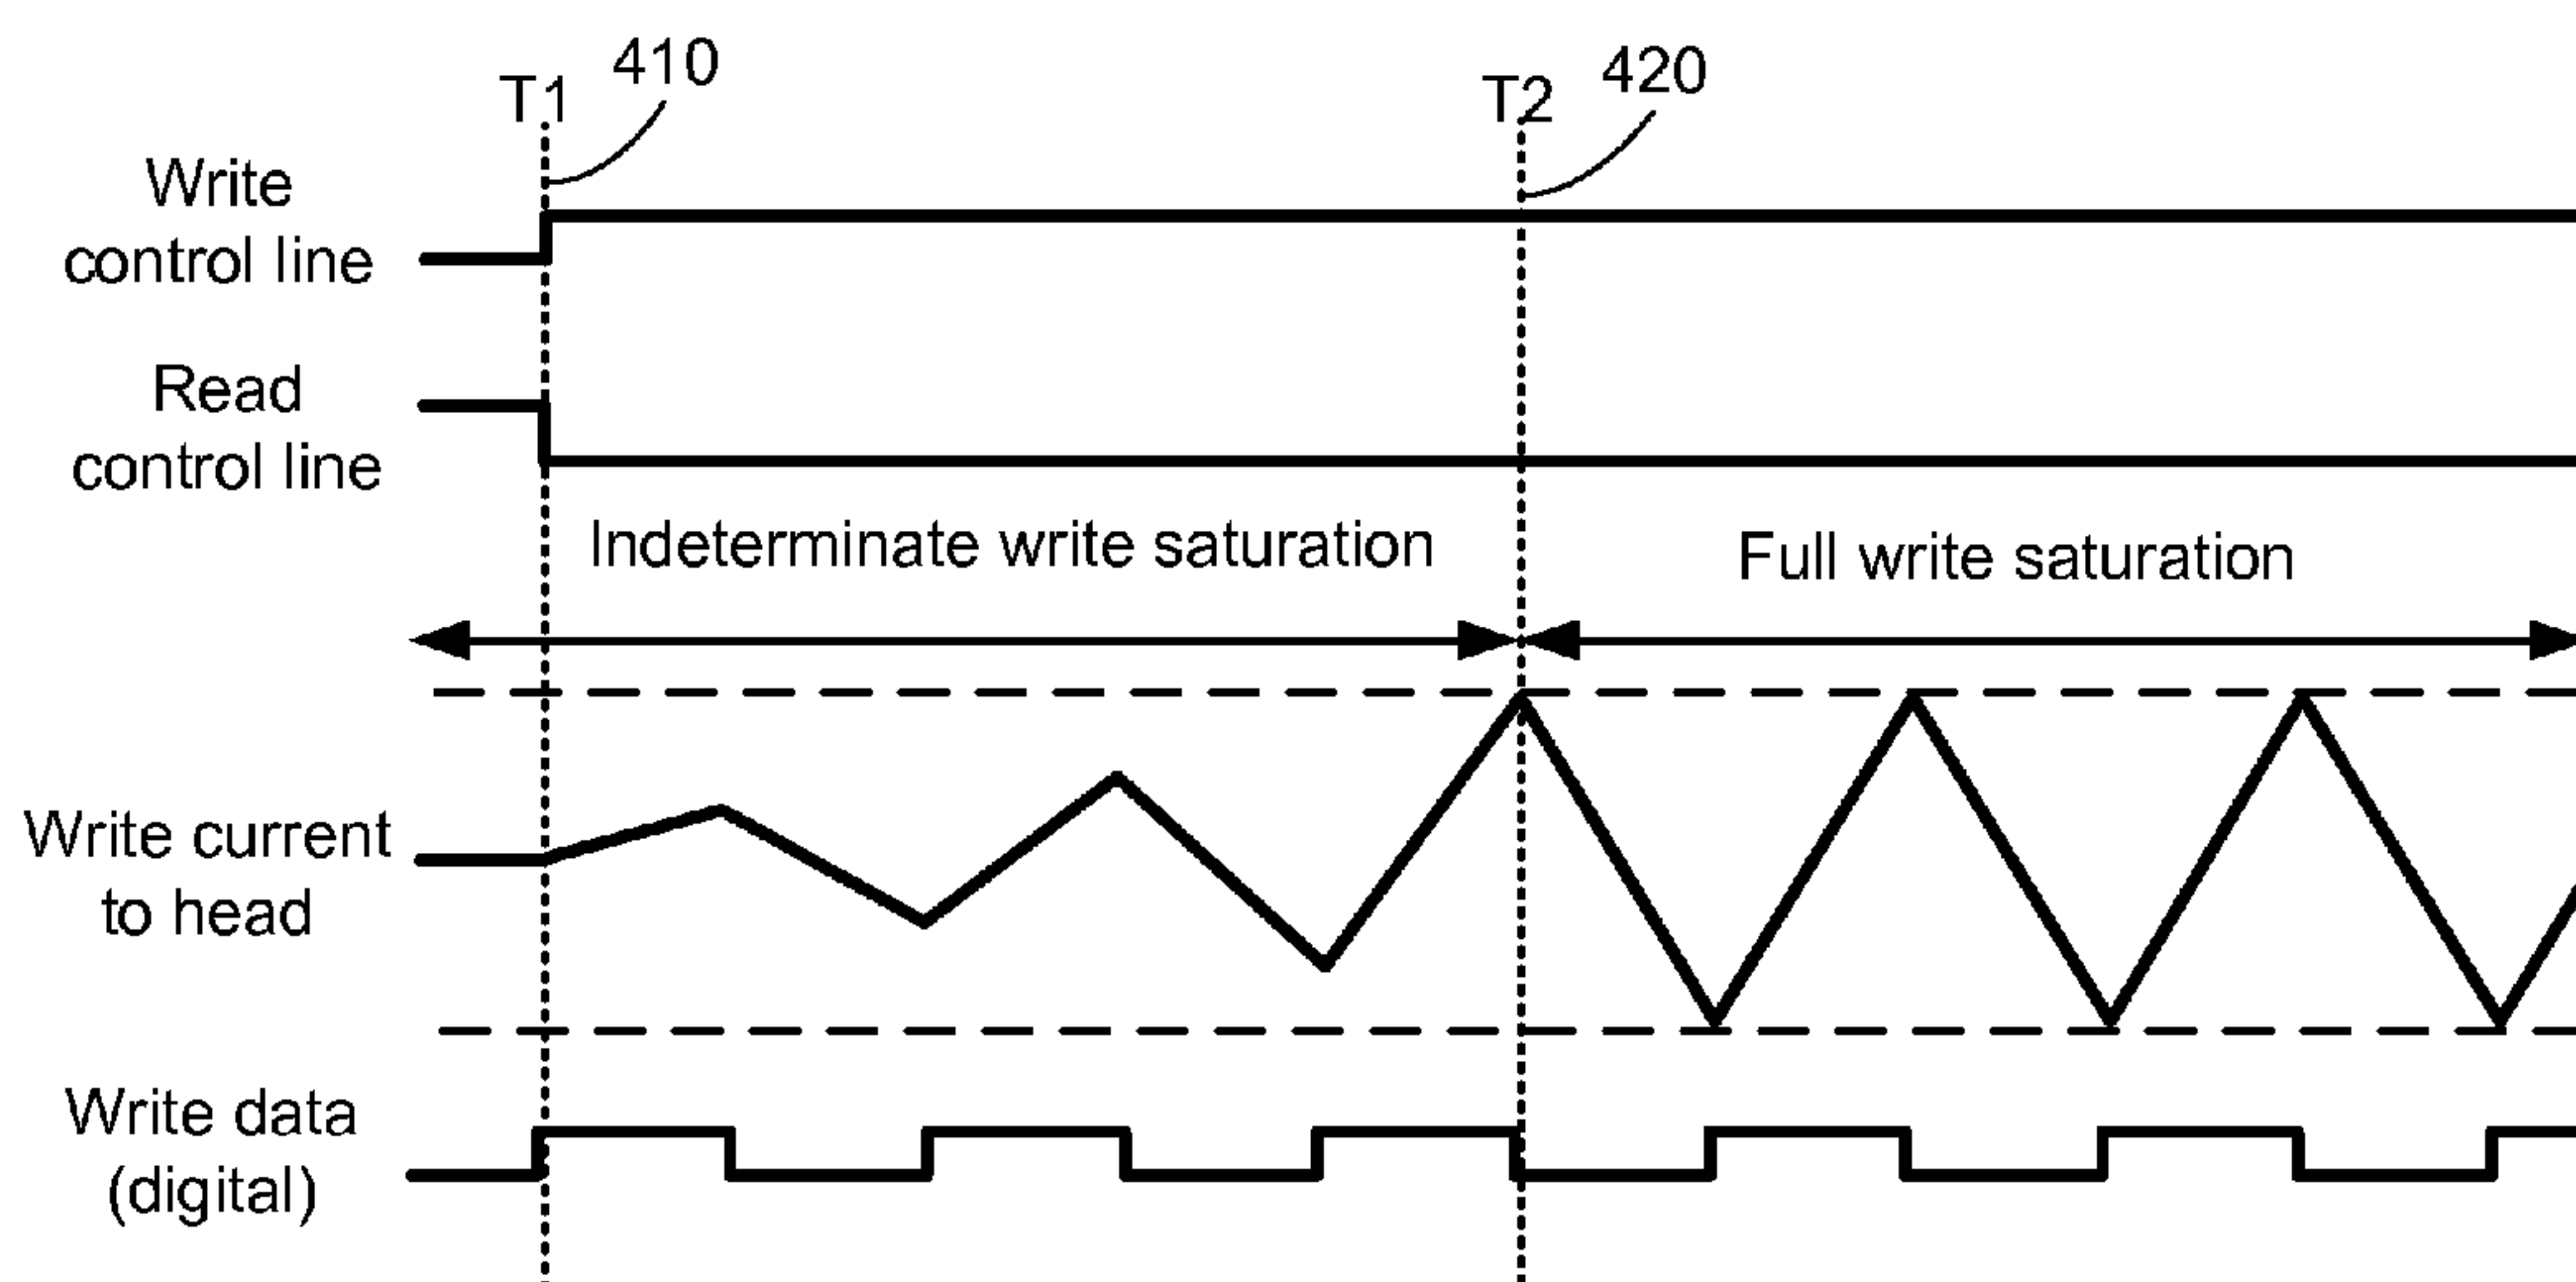 T1
410
T2
420
Write
control line
Read
control line
Indeterminate write saturation
Full write saturation
Write current
to head
Write data
(digital)